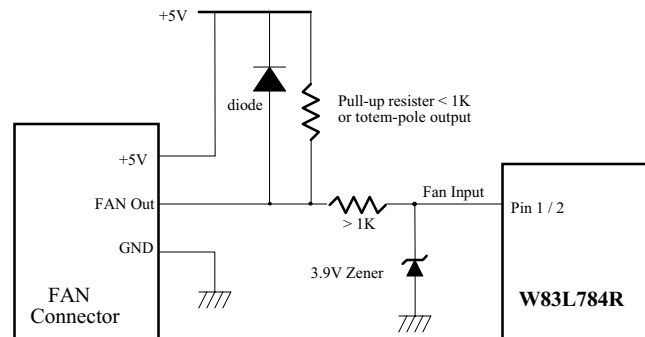 +5V
diode
Pull-up resister < 1K
or totem-pole output
+5V
FAN Out
Fan Input
Pin 1 / 2
> 1K
GND
3.9V Zener
FAN
Connector
W83L784R